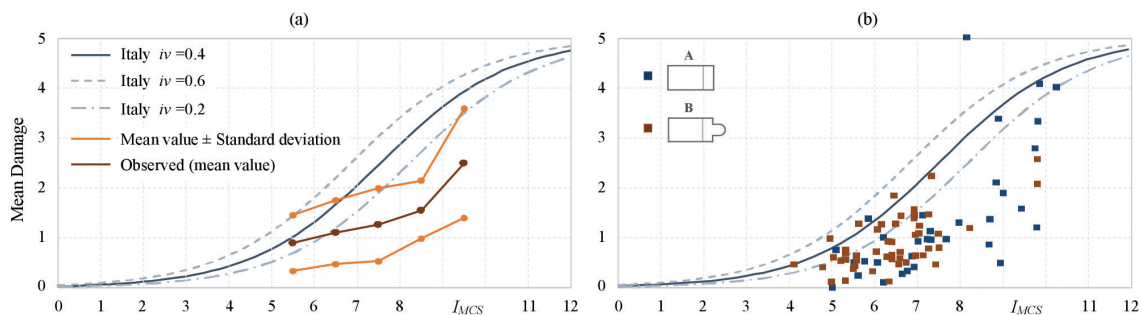 (a)
(b)
Mean Damage
5
4
3
2
1
0
Italy iv =0.4
Italy iv =0.6
Italy iv =0.2
Mean value ± Standard deviation
Observed (mean value)
0 1 2 3 4 5 6 7 8 I_MCS 11 12
5
4
3
2
1
0
A
B
0 1 2 3 4 5 6 7 8 I_MCS 11 12